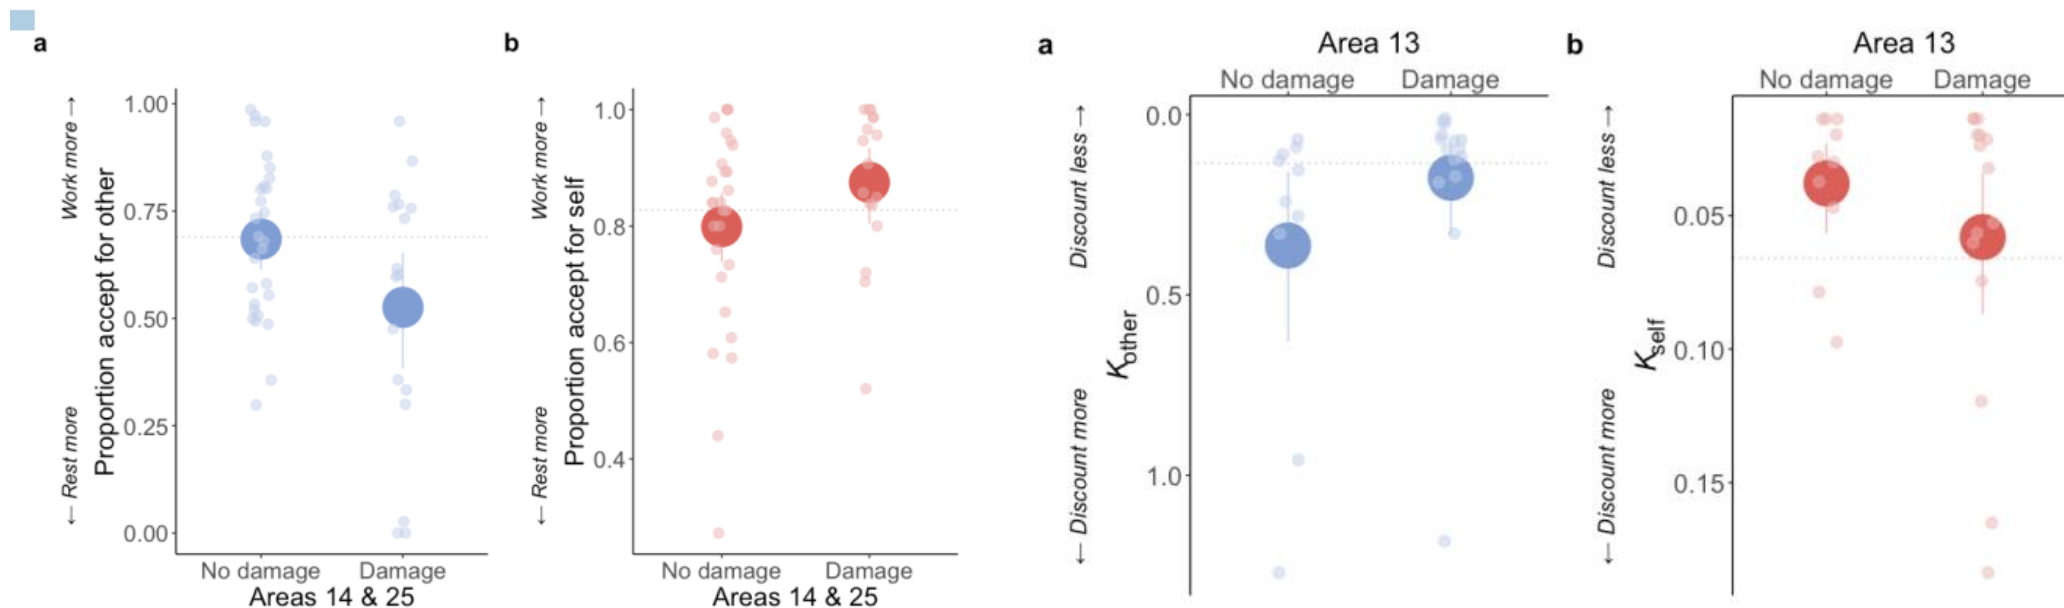 a
Work more →
← Rest more
Proportion accept for other
1.00
0.75
0.50
0.25
0.00
No damage Damage
Areas 14 & 25
b
Work more →
← Rest more
Proportion accept for self
1.0
0.8
0.6
0.4
No damage Damage
Areas 14 & 25
a
Area 13
No damage Damage
Discount less →
← Discount more
Kother
0.0
0.5
1.0
b
Area 13
No damage Damage
Discount less →
← Discount more
Kself
0.05
0.10
0.15